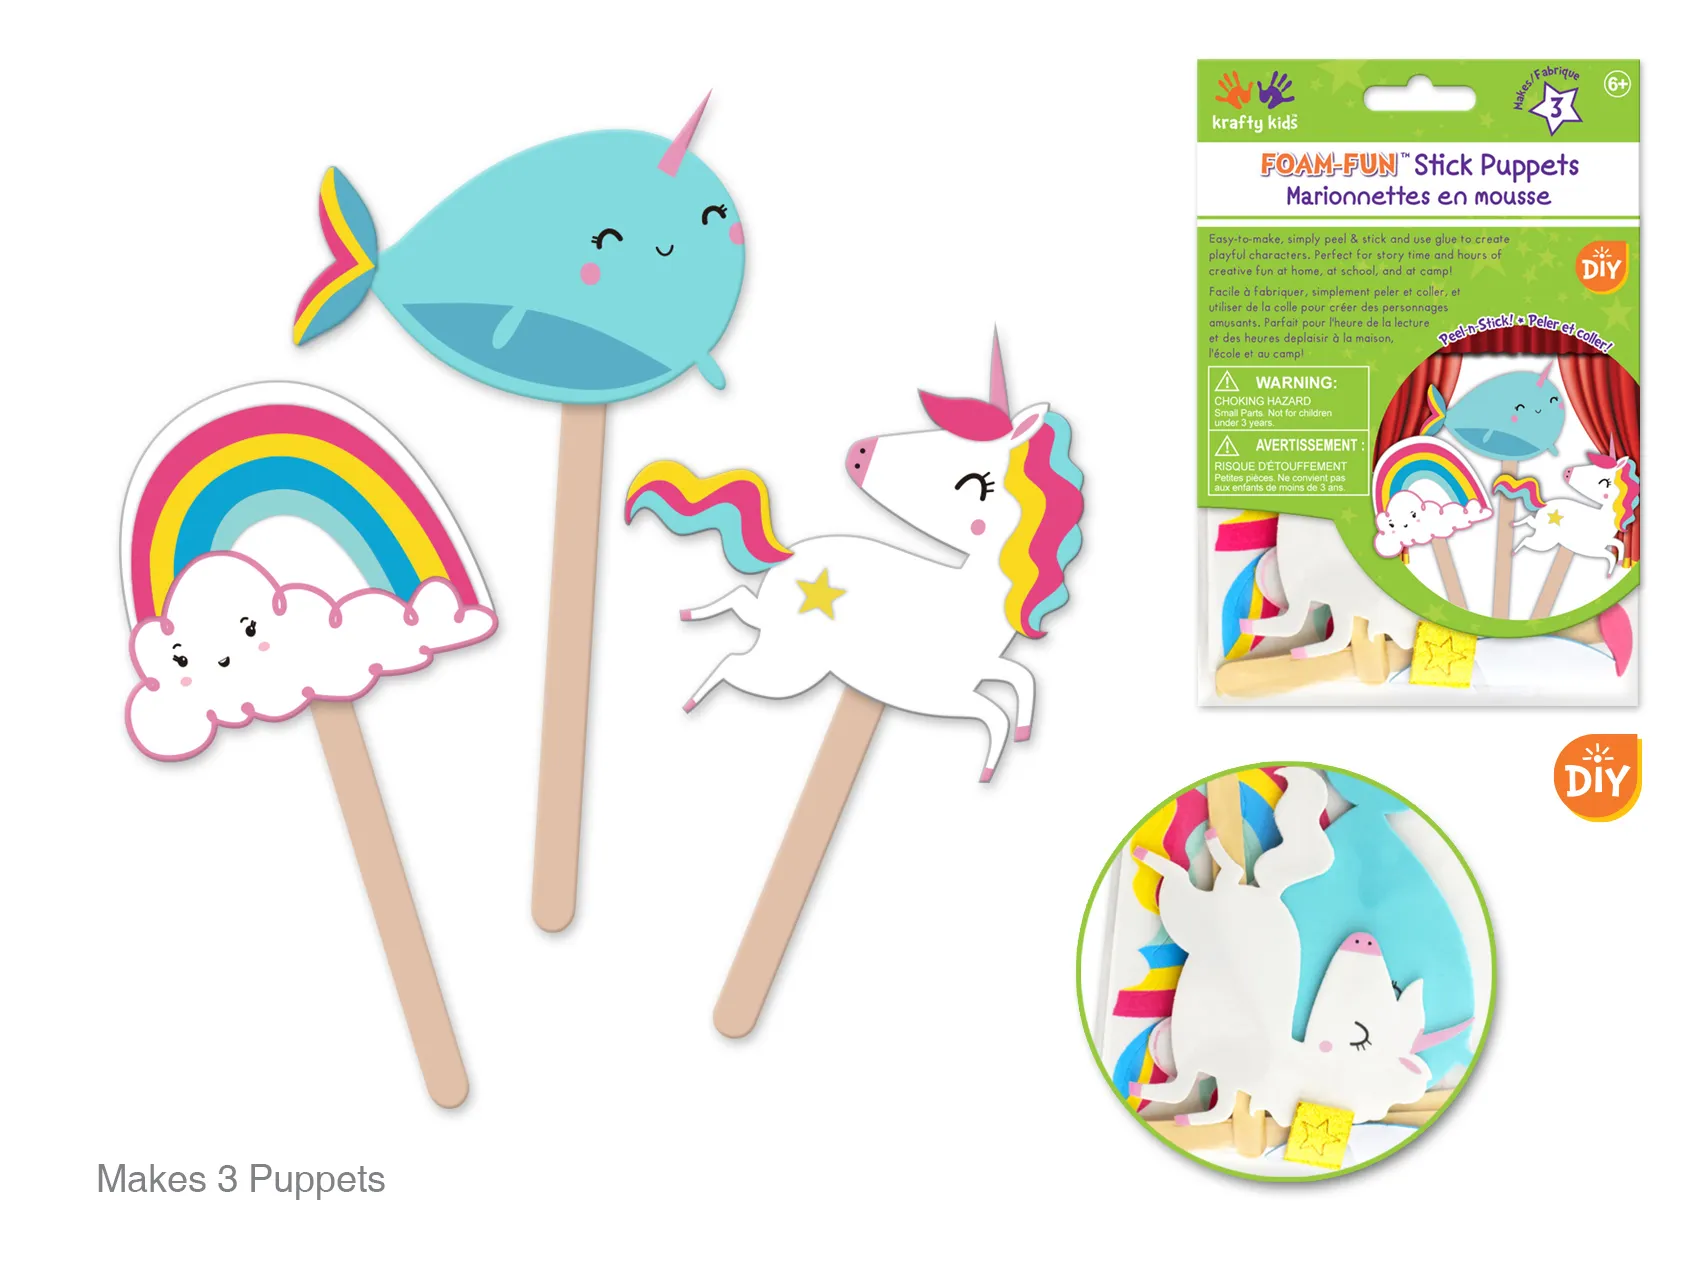 krafty kids™
Makes/Fabrique
3
6+
FOAM-FUN™ Stick Puppets
Marionnettes en mousse
Easy-to-make, simply peel & stick and use glue to create
playful characters. Perfect for story time and hours of
creative fun at home, at school, and at camp!
Facile à fabriquer, simplement peler et coller, et
utiliser de la colle pour créer des personnages
amusants. Parfait pour l'heure de la lecture
et des heures deplaisir à la maison,
l'école et au camp!
DIY
Peel-n-Stick! • Peler et coller!
WARNING:
CHOKING HAZARD
Small Parts. Not for children
under 3 years.
AVERTISSEMENT :
RISQUE D'ÉTOUFFEMENT
Petites pièces. Ne convient pas
aux enfants de moins de 3 ans.
DIY
Makes 3 Puppets